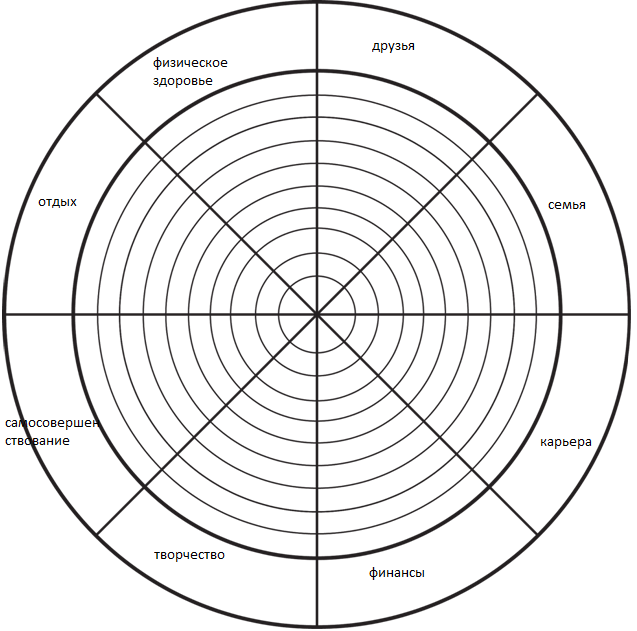 друзья
физическое
здоровье
отдых
семья
самосовершен
ствование
карьера
творчество
финансы